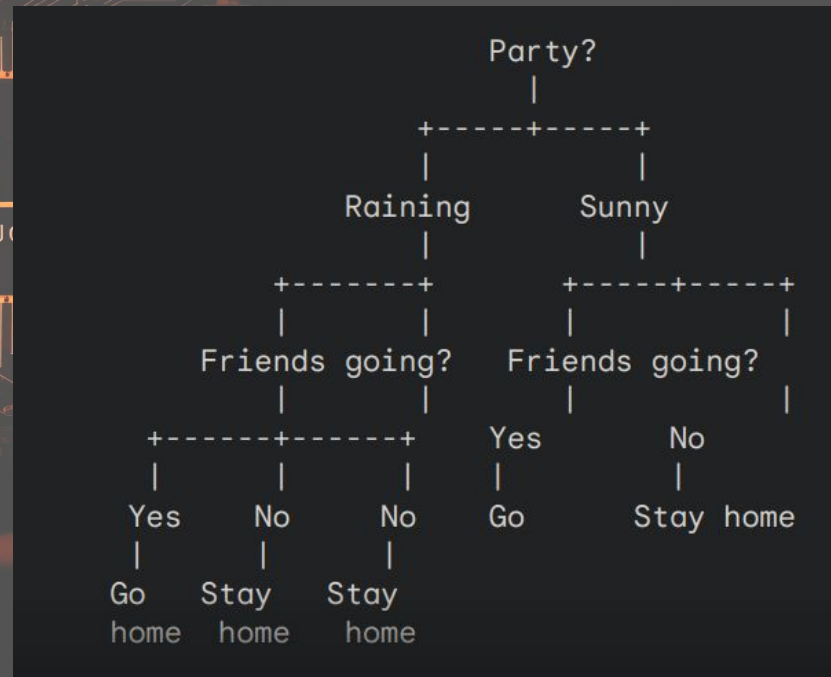 Party?
|
+-----+-----+
| |
Raining Sunny
| |
+-------+ +-----+-----+
| | | |
Friends going? Friends going?
| | | |
+------+------+ Yes No
| | | | |
Yes No No Go Stay home
| | |
Go Stay Stay
home home home